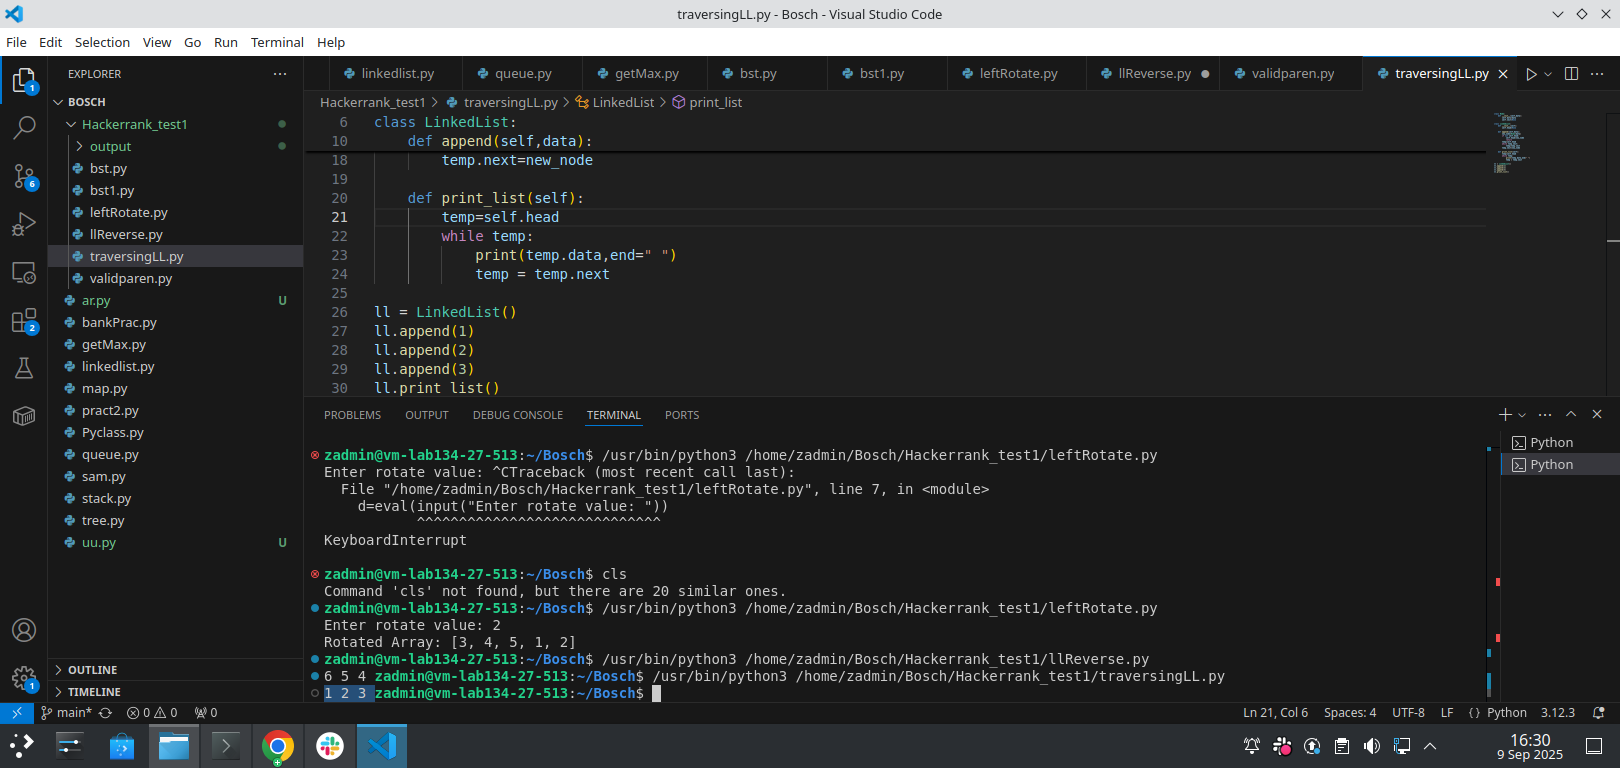 traversingLL.py - Bosch - Visual Studio Code
File Edit Selection View Go Run Terminal Help
EXPLORER
linkedlist.py queue.py getMax.py bst.py bst1.py leftRotate.py llReverse.py validparen.py traversingLL.py
BOSCH
Hackerrank_test1 > traversingLL.py > LinkedList > print_list
Hackerrank_test1
output
bst.py
bst1.py
leftRotate.py
llReverse.py
traversingLL.py
validparen.py
ar.py U
bankPrac.py
getMax.py
linkedlist.py
map.py
pract2.py
Pyclass.py
queue.py
sam.py
stack.py
tree.py
uu.py U
OUTLINE
TIMELINE
1
6
2
1
6 class LinkedList:
10 def append(self,data):
18 temp.next=new_node
19
20 def print_list(self):
21 temp=self.head
22 while temp:
23 print(temp.data,end=" ")
24 temp = temp.next
25
26 ll = LinkedList()
27 ll.append(1)
28 ll.append(2)
29 ll.append(3)
30 ll.print_list()
PROBLEMS OUTPUT DEBUG CONSOLE TERMINAL PORTS
Python
Python
zadmin@vm-lab134-27-513:~/Bosch$ /usr/bin/python3 /home/zadmin/Bosch/Hackerrank_test1/leftRotate.py
Enter rotate value: ^CTraceback (most recent call last):
File "/home/zadmin/Bosch/Hackerrank_test1/leftRotate.py", line 7, in <module>
d=eval(input("Enter rotate value: "))
^^^^^^^^^^^^^^^^^^^^^^^^^^^^^
KeyboardInterrupt
zadmin@vm-lab134-27-513:~/Bosch$ cls
Command 'cls' not found, but there are 20 similar ones.
zadmin@vm-lab134-27-513:~/Bosch$ /usr/bin/python3 /home/zadmin/Bosch/Hackerrank_test1/leftRotate.py
Enter rotate value: 2
Rotated Array: [3, 4, 5, 1, 2]
zadmin@vm-lab134-27-513:~/Bosch$ /usr/bin/python3 /home/zadmin/Bosch/Hackerrank_test1/llReverse.py
6 5 4 zadmin@vm-lab134-27-513:~/Bosch$ /usr/bin/python3 /home/zadmin/Bosch/Hackerrank_test1/traversingLL.py
1 2 3 zadmin@vm-lab134-27-513:~/Bosch$
main* 0 0 0 Ln 21, Col 6 Spaces: 4 UTF-8 LF {} Python 3.12.3
16:30
9 Sep 2025